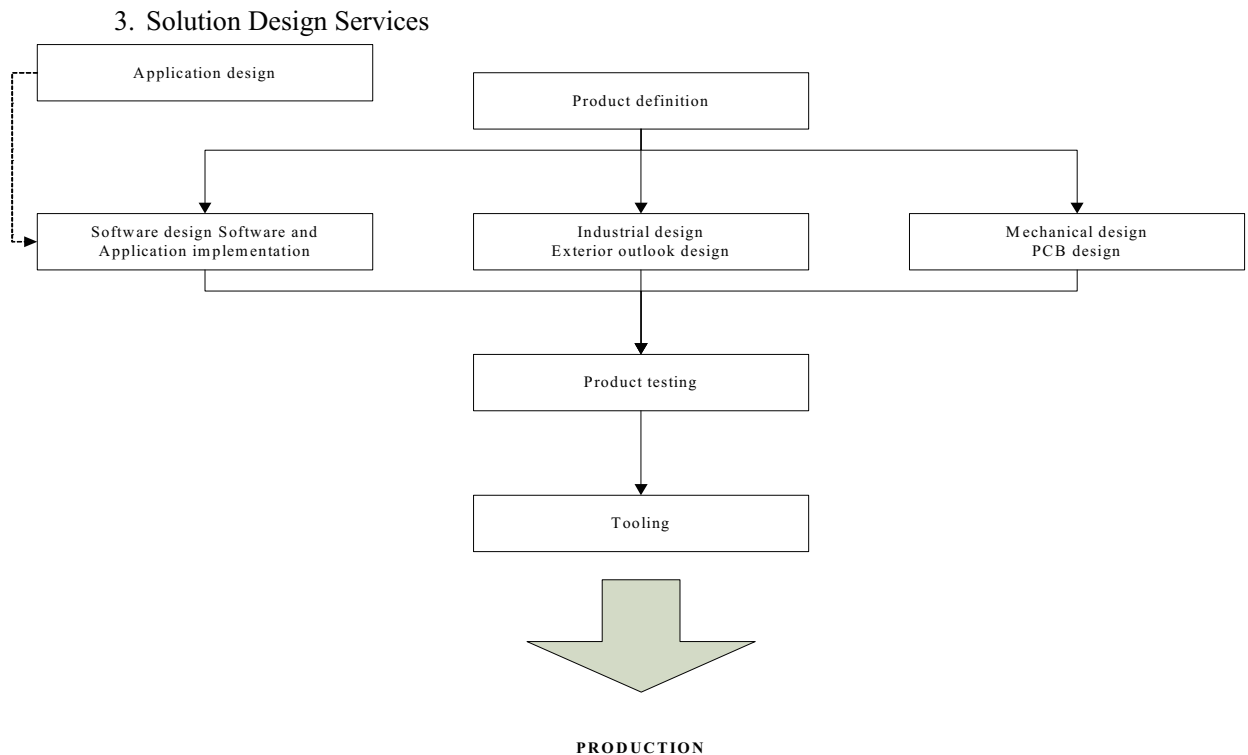 3. Solution Design Services
Application design
Product definition
Software design Software and
Application implementation
Industrial design
Exterior outlook design
Mechanical design
PCB design
Product testing
Tooling
PRODUCTION